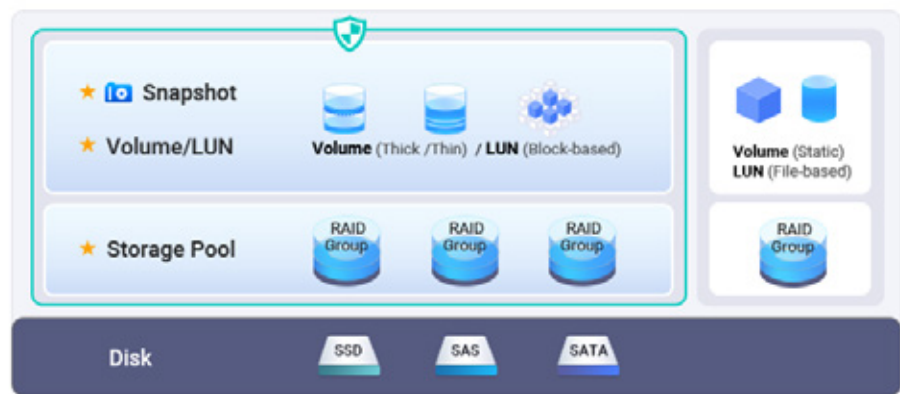 Snapshot
Volume/LUN
Volume (Thick /Thin) / LUN (Block-based)
Volume (Static)
LUN (File-based)
Storage Pool
RAID
Group
RAID
Group
RAID
Group
RAID
Group
Disk
SSD
SAS
SATA